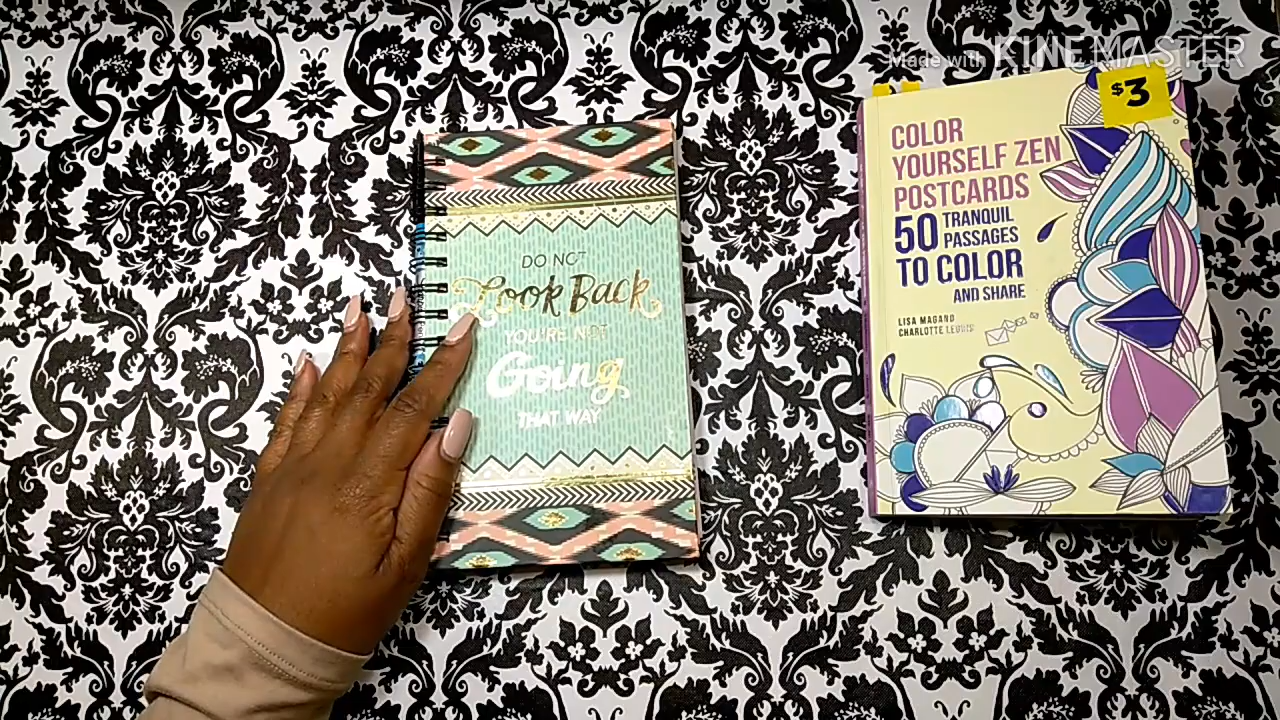 Made with KINEMASTER
DO NOT
Look Back
YOU'RE NOT
Going
THAT WAY
$3
COLOR
YOURSELF ZEN
POSTCARDS
50 TRANQUIL
PASSAGES
TO COLOR
AND SHARE
LISA MAGANO
CHARLOTTE